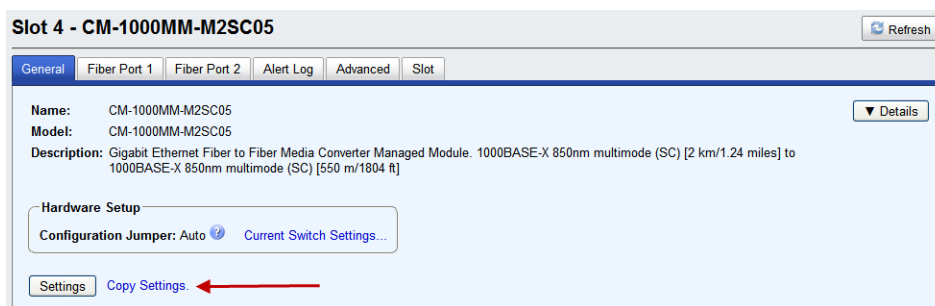 Slot 4 - CM-1000MM-M2SC05
Refresh
General Fiber Port 1 Fiber Port 2 Alert Log Advanced Slot
Name: CM-1000MM-M2SC05
▼ Details
Model: CM-1000MM-M2SC05
Description: Gigabit Ethernet Fiber to Fiber Media Converter Managed Module. 1000BASE-X 850nm multimode (SC) [2 km/1.24 miles] to
1000BASE-X 850nm multimode (SC) [550 m/1804 ft]
Hardware Setup
Configuration Jumper: Auto ? Current Switch Settings...
Settings Copy Settings.